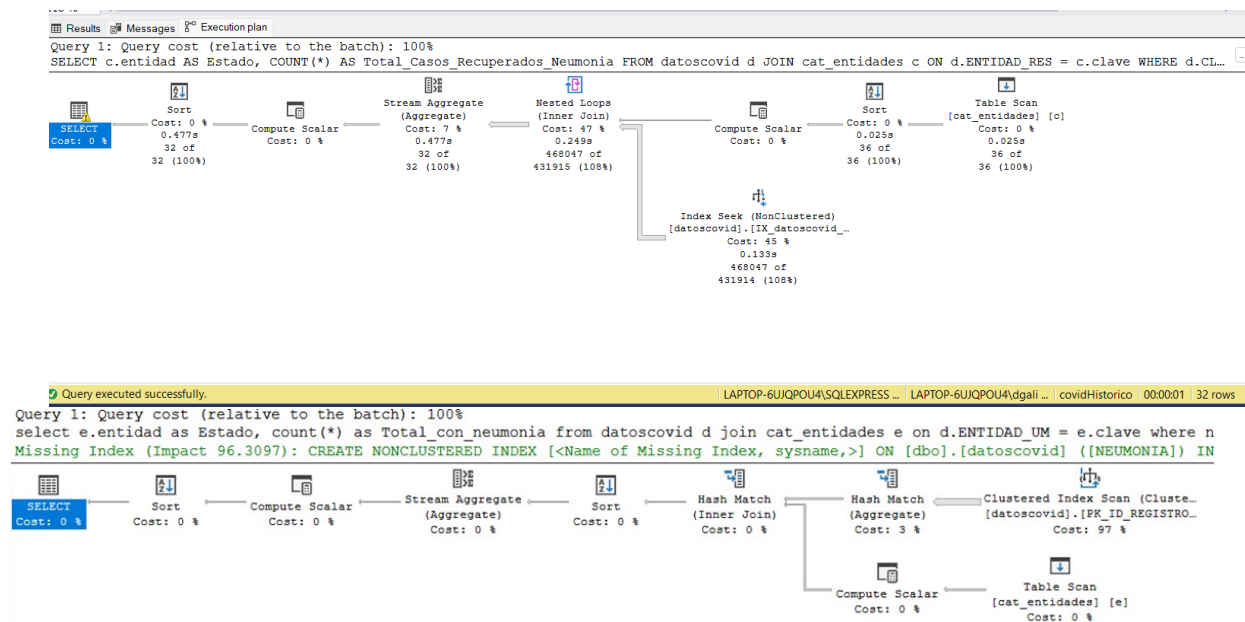 Results Messages Execution plan
Query 1: Query cost (relative to the batch): 100%
SELECT c.entidad AS Estado, COUNT(*) AS Total_Casos_Recuperados_Neumonia FROM datoscovid d JOIN cat_entidades c ON d.ENTIDAD_RES = c.clave WHERE d.CL…
SELECT
Cost: 0 %
Sort
Cost: 0 %
0.477s
32 of
32 (100%)
Compute Scalar
Cost: 0 %
Stream Aggregate
(Aggregate)
Cost: 7 %
0.477s
32 of
32 (100%)
Nested Loops
(Inner Join)
Cost: 47 %
0.249s
468047 of
431915 (108%)
Compute Scalar
Cost: 0 %
Sort
Cost: 0 %
0.025s
36 of
36 (100%)
Table Scan
[cat_entidades] [c]
Cost: 0 %
0.025s
36 of
36 (100%)
Index Seek (NonClustered)
[datoscovid].[IX_datoscovid_…
Cost: 45 %
0.133s
468047 of
431914 (108%)
Query executed successfully. LAPTOP-6UJQPOU4\SQLEXPRESS ... LAPTOP-6UJQPOU4\dgali ... covidHistorico 00:00:01 32 rows
Query 1: Query cost (relative to the batch): 100%
select e.entidad as Estado, count(*) as Total_con_neumonia from datoscovid d join cat_entidades e on d.ENTIDAD_UM = e.clave where n
Missing Index (Impact 96.3097): CREATE NONCLUSTERED INDEX [<Name of Missing Index, sysname,>] ON [dbo].[datoscovid] ([NEUMONIA]) IN
SELECT
Cost: 0 %
Sort
Cost: 0 %
Compute Scalar
Cost: 0 %
Stream Aggregate
(Aggregate)
Cost: 0 %
Sort
Cost: 0 %
Hash Match
(Inner Join)
Cost: 0 %
Hash Match
(Aggregate)
Cost: 3 %
Clustered Index Scan (Cluste…
[datoscovid].[PK_ID_REGISTRO…
Cost: 97 %
Compute Scalar
Cost: 0 %
Table Scan
[cat_entidades] [e]
Cost: 0 %